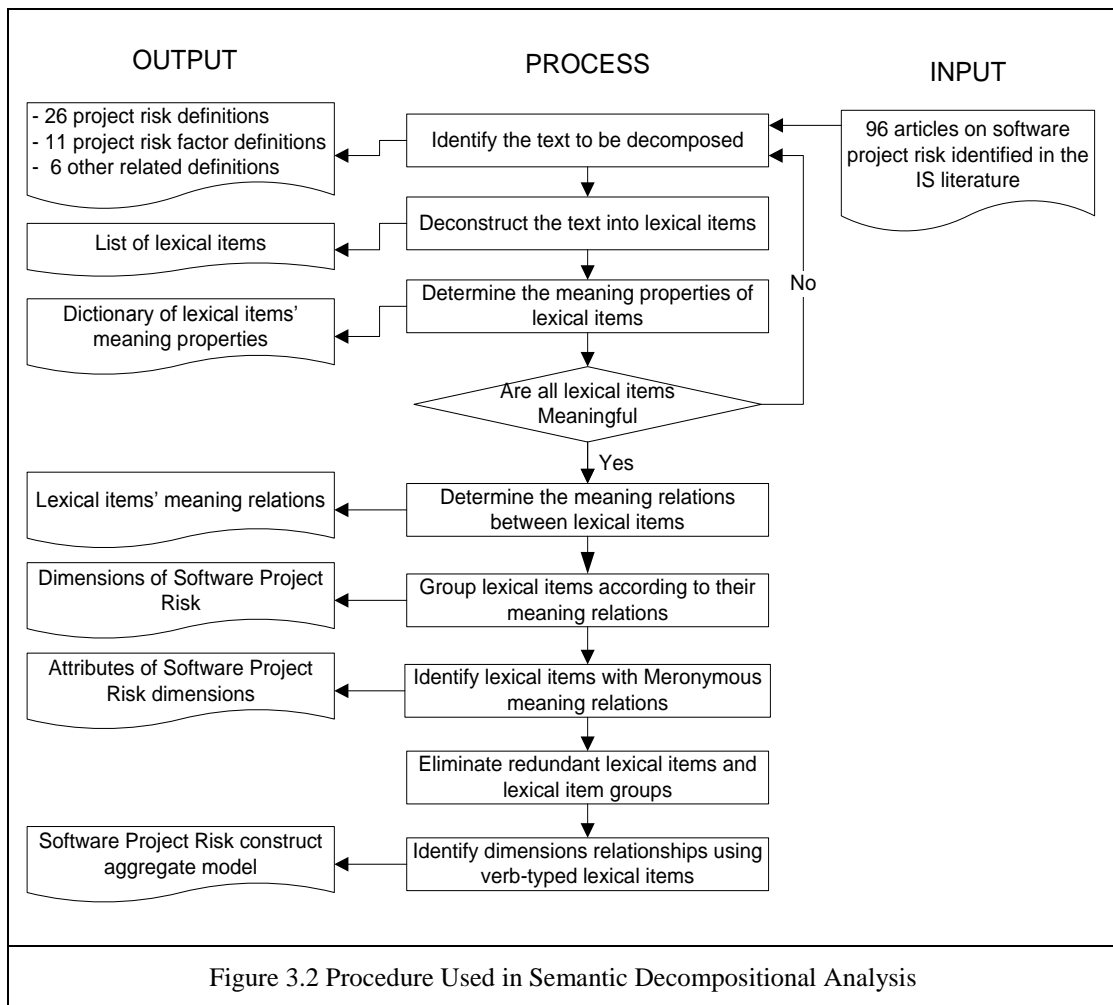 OUTPUT
PROCESS
INPUT
- 26 project risk definitions
- 11 project risk factor definitions
- 6 other related definitions
Identify the text to be decomposed
96 articles on software
project risk identified in the
IS literature
List of lexical items
Deconstruct the text into lexical items
Dictionary of lexical items’
meaning properties
Determine the meaning properties of
lexical items
No
Are all lexical items
Meaningful
Yes
Lexical items’ meaning relations
Determine the meaning relations
between lexical items
Dimensions of Software Project
Risk
Group lexical items according to their
meaning relations
Attributes of Software Project
Risk dimensions
Identify lexical items with Meronymous
meaning relations
Eliminate redundant lexical items and
lexical item groups
Software Project Risk construct
aggregate model
Identify dimensions relationships using
verb-typed lexical items
Figure 3.2 Procedure Used in Semantic Decompositional Analysis